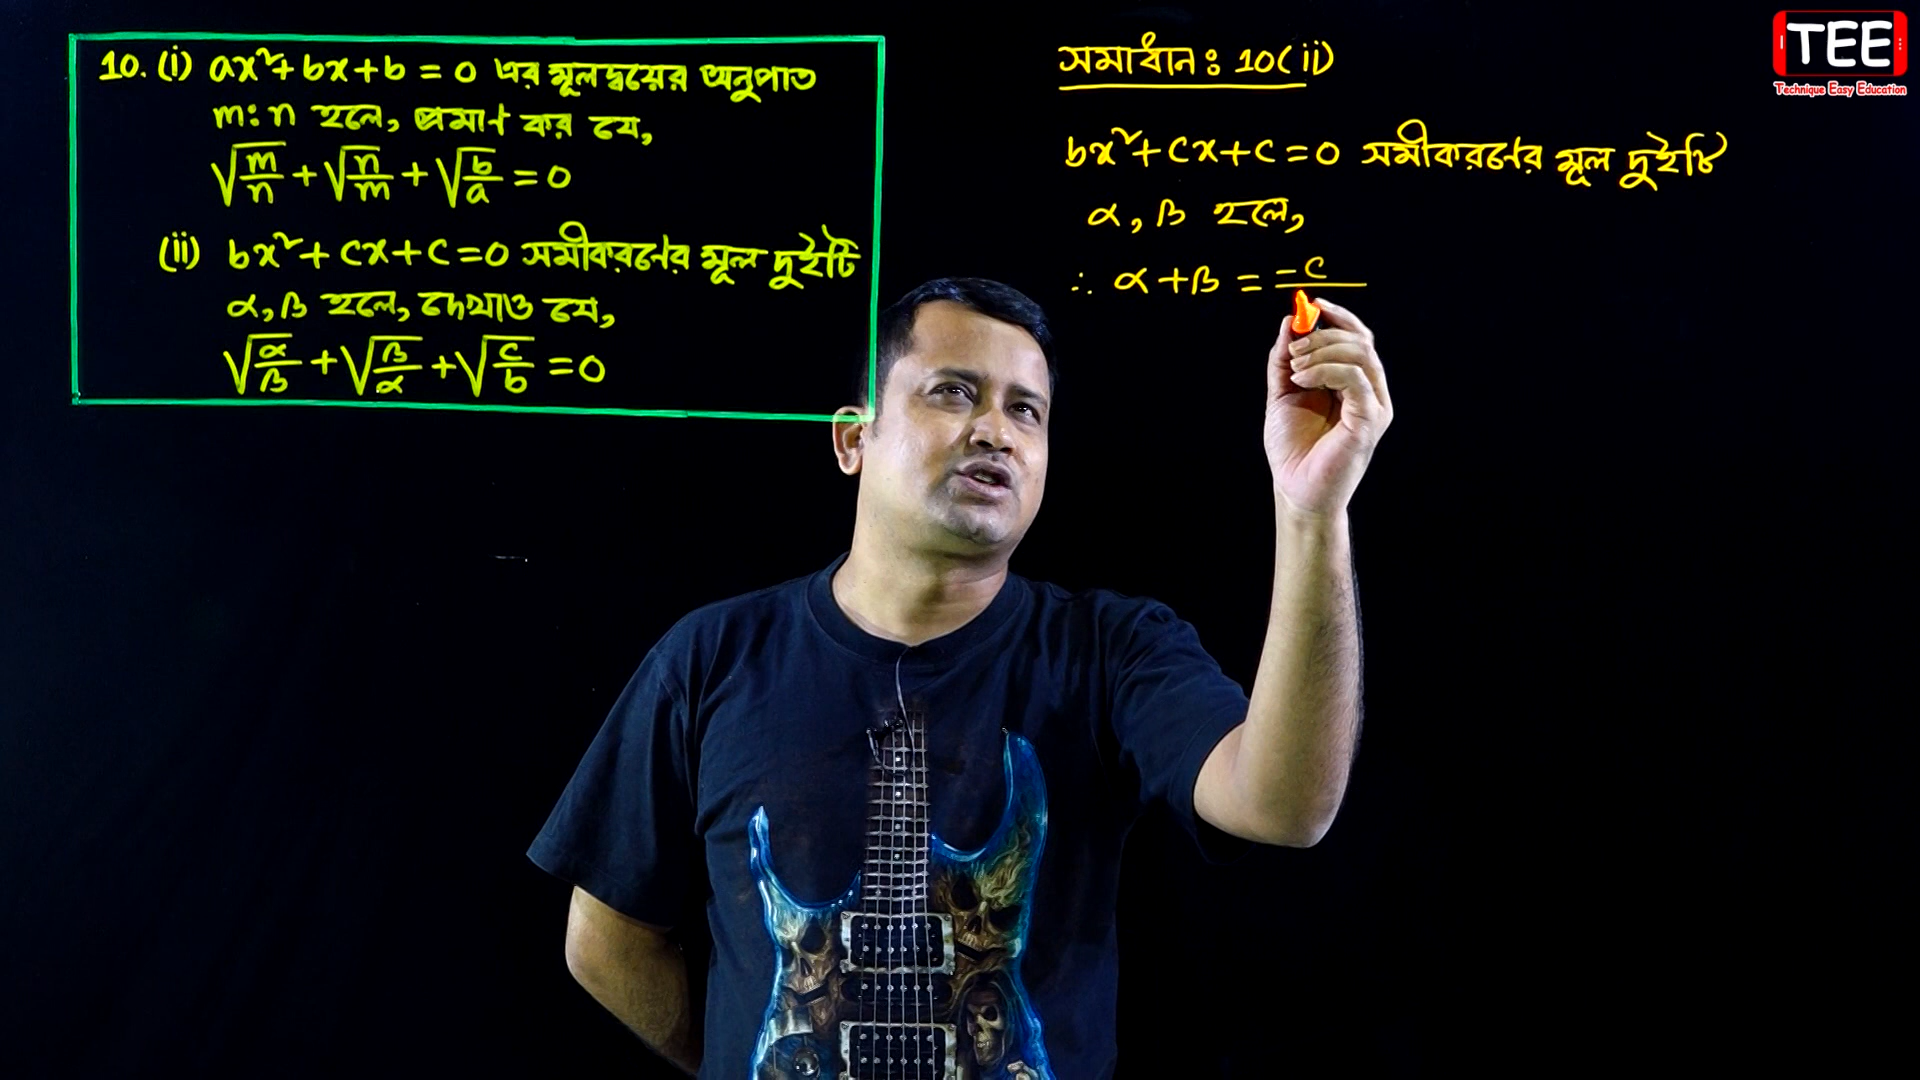 10. (i) ax²+ bx + b = 0 এর মূলদ্বয়ের অনুপাত
m : n হলে, প্রমাণ কর যে,
√(m/n) + √(n/m) + √(b/a) = 0
(ii) bx² + cx + c = 0 সমীকরণের মূল দুইটি
α, β হলে, দেখাও যে,
√(α/β) + √(β/α) + √(c/b) = 0
সমাধান : 10(ii)
bx² + cx + c = 0 সমীকরণের মূল দুইটি
α, β হলে,
∴ α + β = -c
TEE
Technique Easy Education